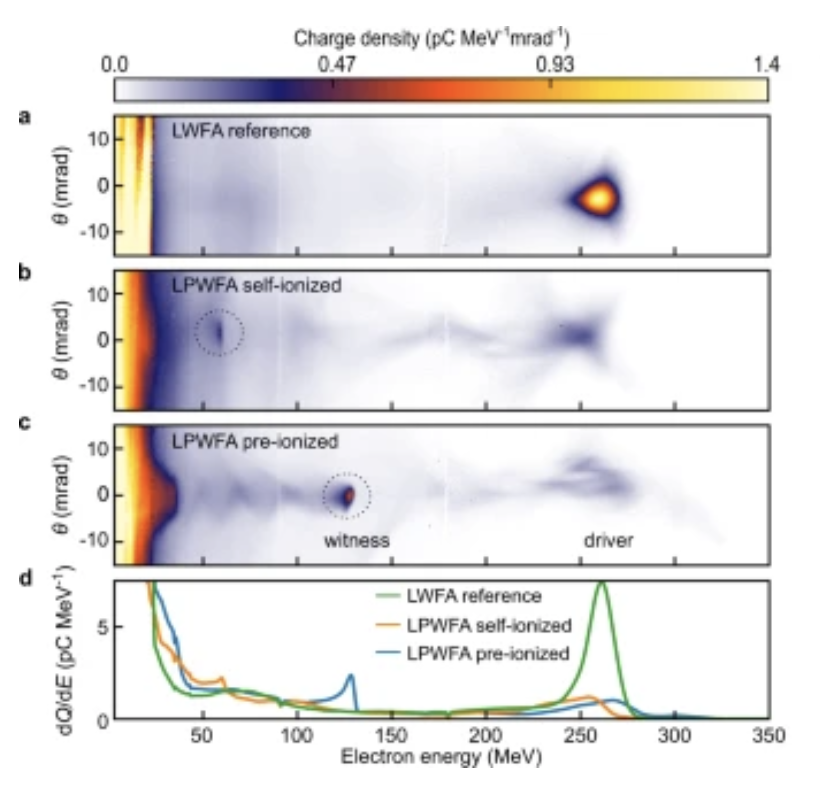 Charge density (pC MeV⁻¹mrad⁻¹)
0.0 0.47 0.93 1.4
a
LWFA reference
10
0
-10
θ (mrad)
b
LPWFA self-ionized
10
0
-10
θ (mrad)
c
LPWFA pre-ionized
10
0
-10
θ (mrad)
witness driver
d
LWFA reference
LPWFA self-ionized
LPWFA pre-ionized
5
0
dQ/dE (pC MeV⁻¹)
50 100 150 200 250 300 350
Electron energy (MeV)